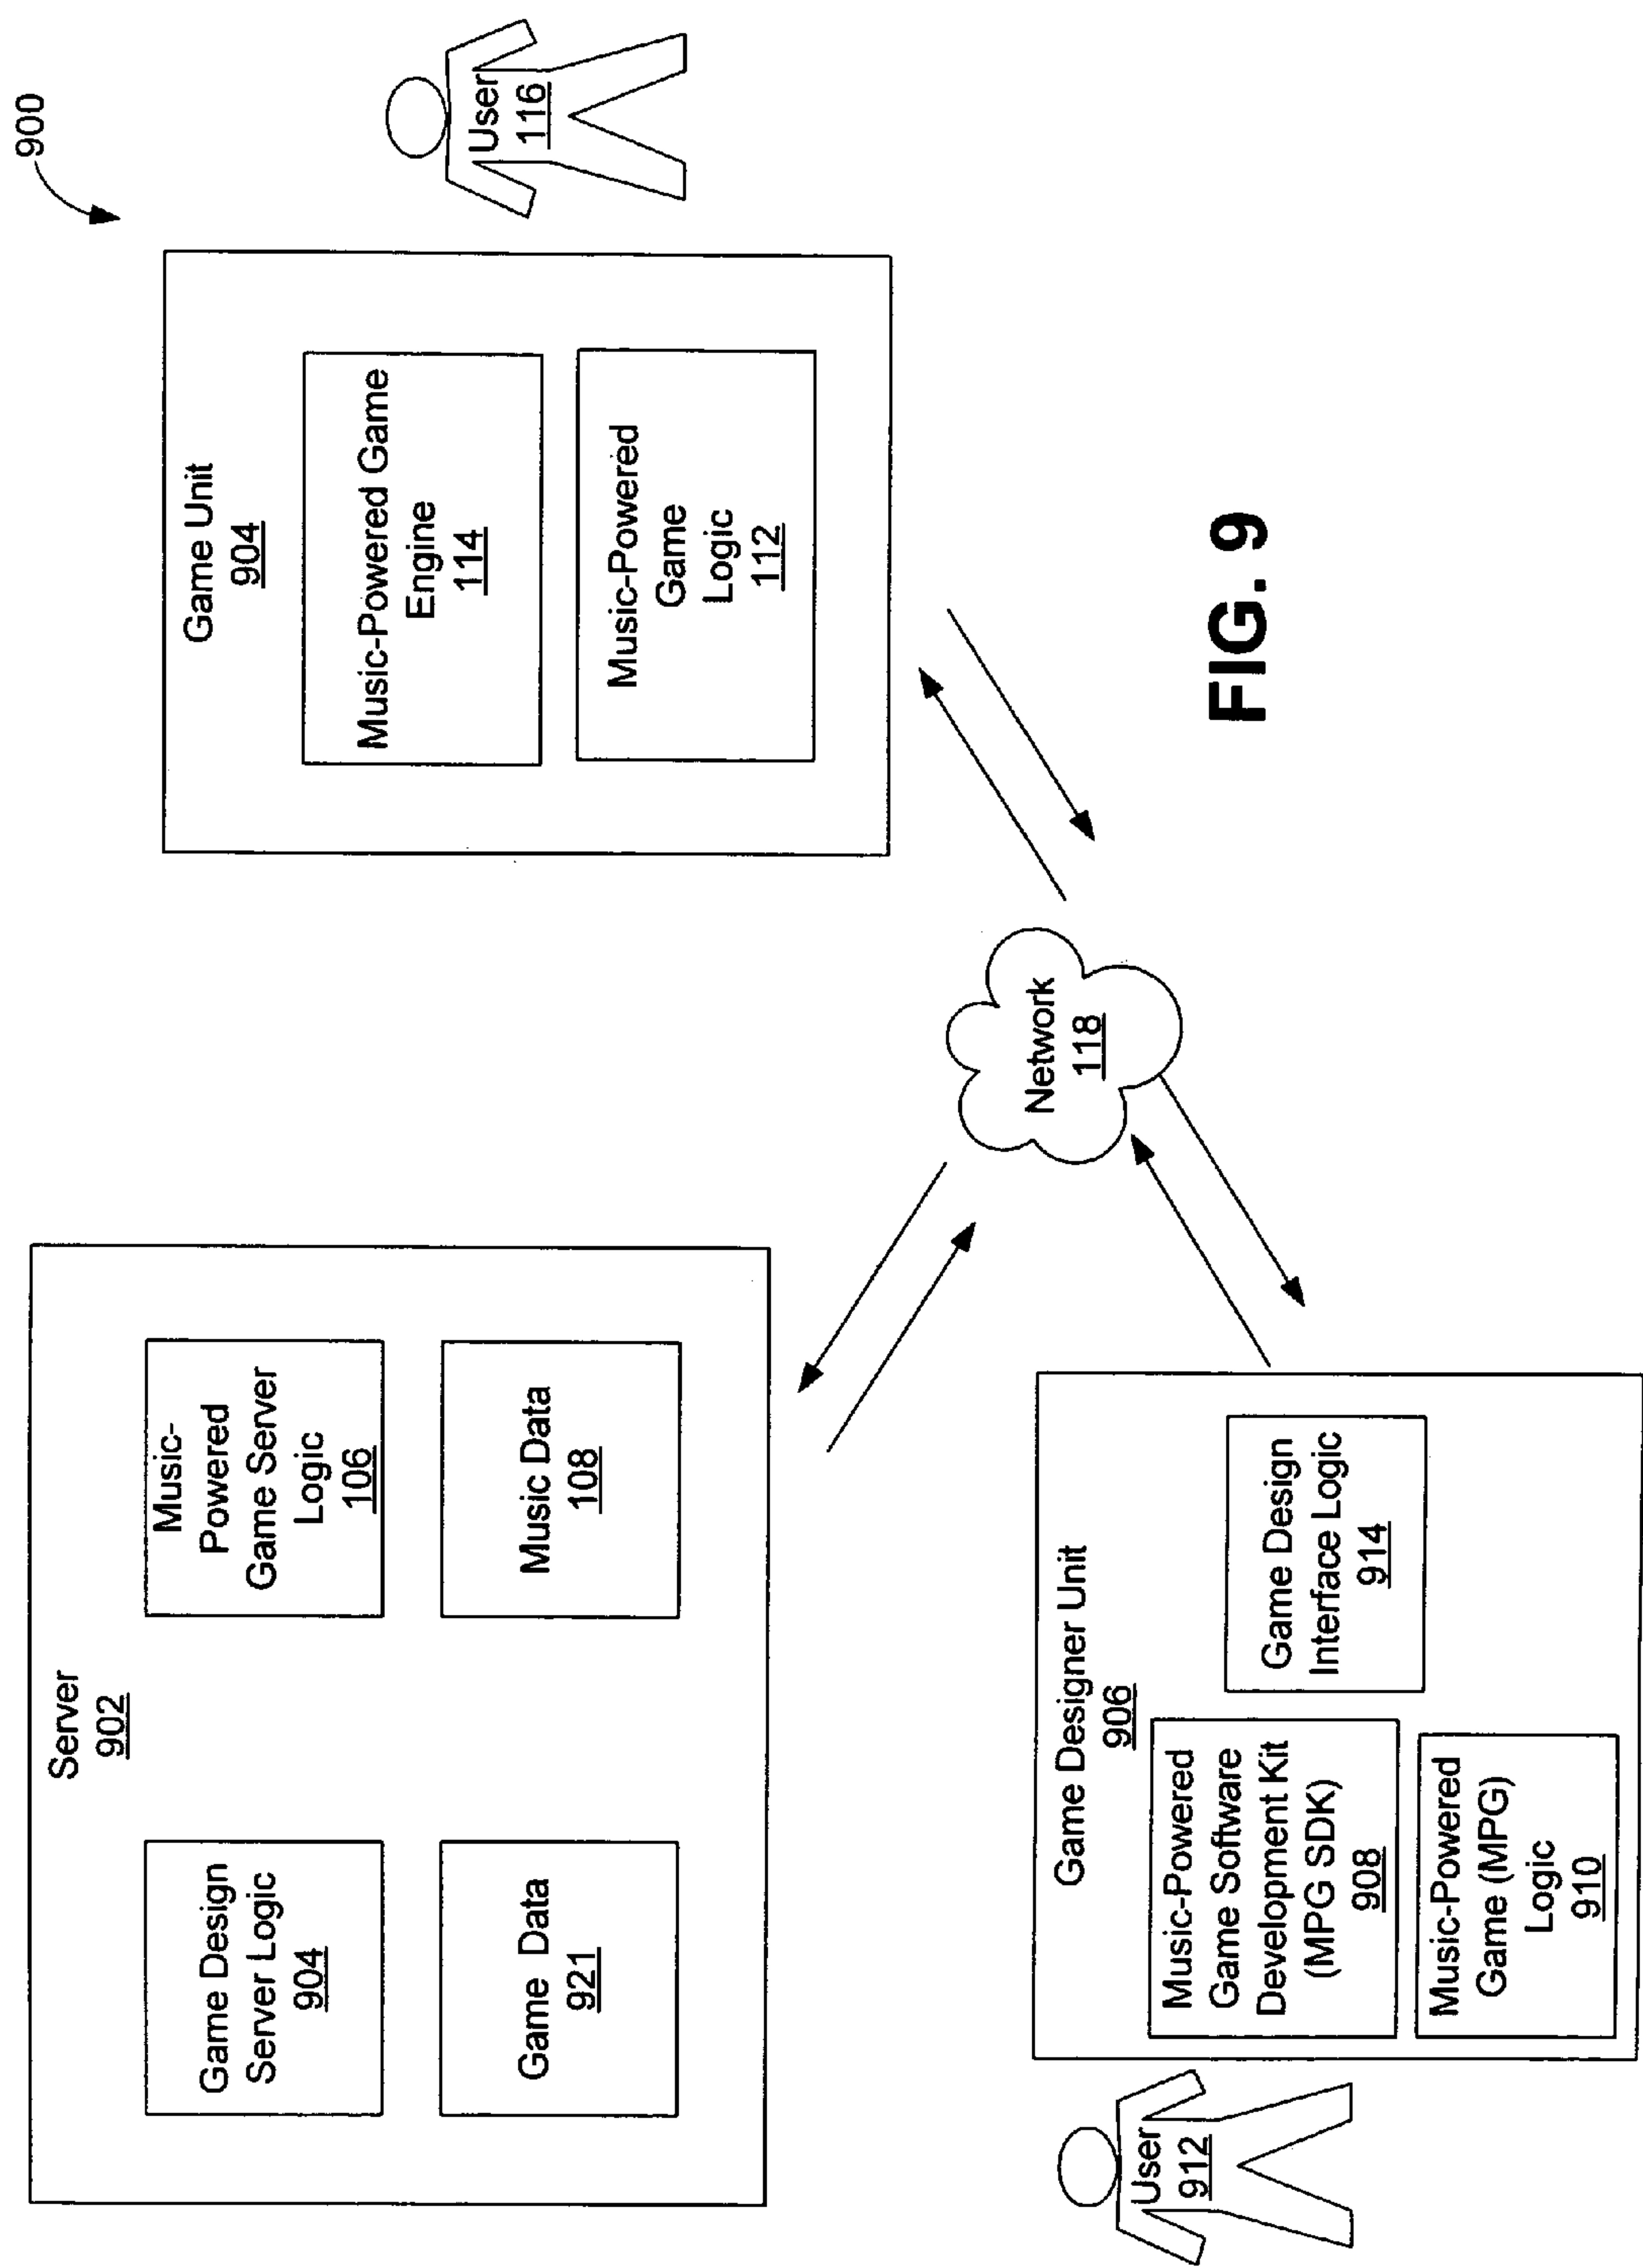 900
Server
902
Game Design
Server Logic
904
Music-
Powered
Game Server
Logic
106
Game Data
921
Music Data
108
Game Unit
904
Music-Powered Game
Engine
114
Music-Powered
Game
Logic
112
User
116
Network
118
User
912
Game Designer Unit
906
Music-Powered
Game Software
Development Kit
(MPG SDK)
908
Game Design
Interface Logic
914
Music-Powered
Game (MPG)
Logic
910
FIG. 9